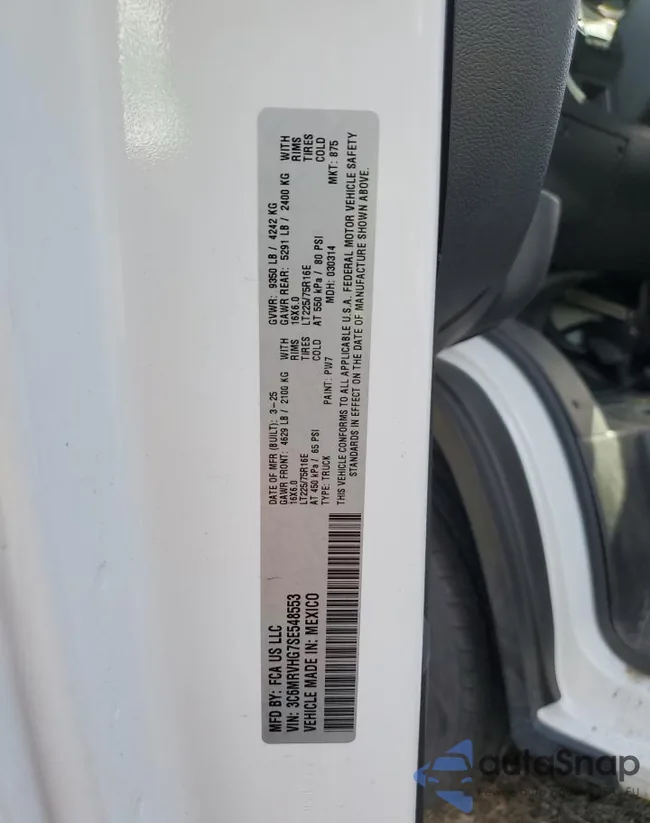 MFD BY: FCA US LLC
VIN: 3C6MRVHG7SE548553
VEHICLE MADE IN: MEXICO
DATE OF MFR (BUILT): 3-25
GVWR: 9350 LB / 4242 KG
GAWR FRONT: 4629 LB / 2100 KG WITH
GAWR REAR: 5291 LB / 2400 KG WITH
16X6.0 RIMS
16X6.0 RIMS
LT225/75R16E TIRES
LT225/75R16E TIRES
AT 450 kPa / 65 PSI COLD
AT 550 kPa / 80 PSI COLD
TYPE: TRUCK PAINT: PW7 MDH: 030314 MKT: 875
THIS VEHICLE CONFORMS TO ALL APPLICABLE U.S.A. FEDERAL MOTOR VEHICLE SAFETY
STANDARDS IN EFFECT ON THE DATE OF MANUFACTURE SHOWN ABOVE.
autoSnap